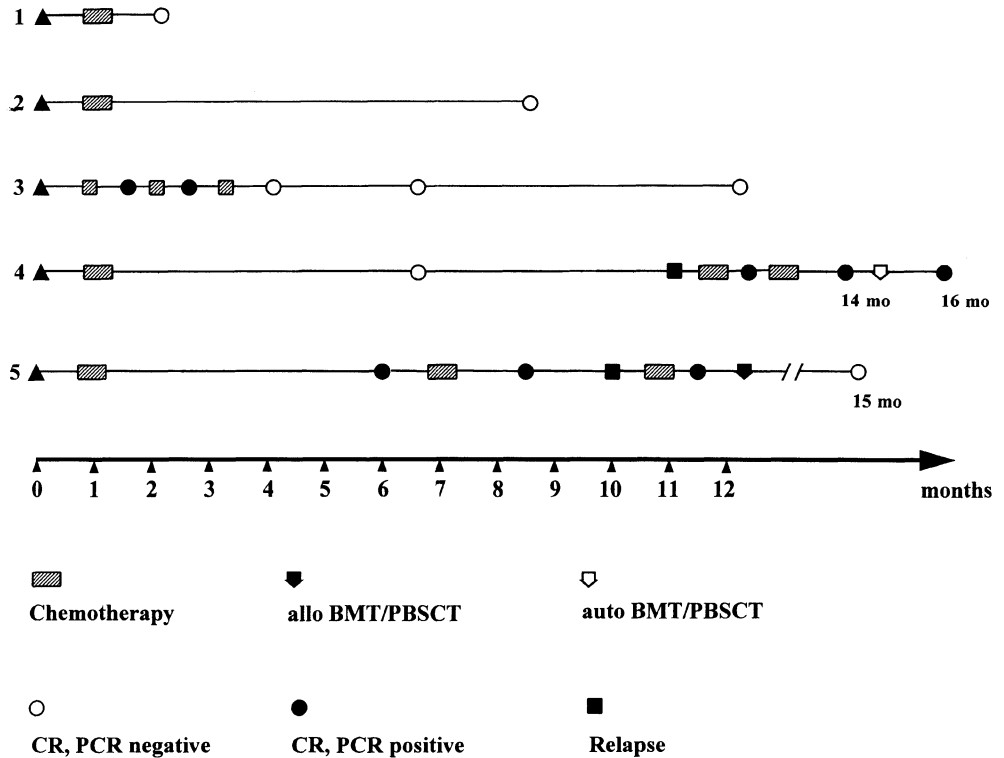 1
2
3
4
14 mo 16 mo
5
15 mo
0 1 2 3 4 5 6 7 8 9 10 11 12 months
Chemotherapy allo BMT/PBSCT auto BMT/PBSCT
CR, PCR negative CR, PCR positive Relapse